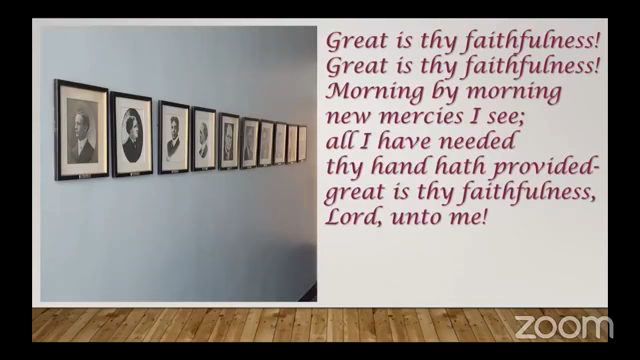 Great is thy faithfulness!
Great is thy faithfulness!
Morning by morning
new mercies I see;
all I have needed
thy hand hath provided-
great is thy faithfulness,
Lord, unto me!
zoom